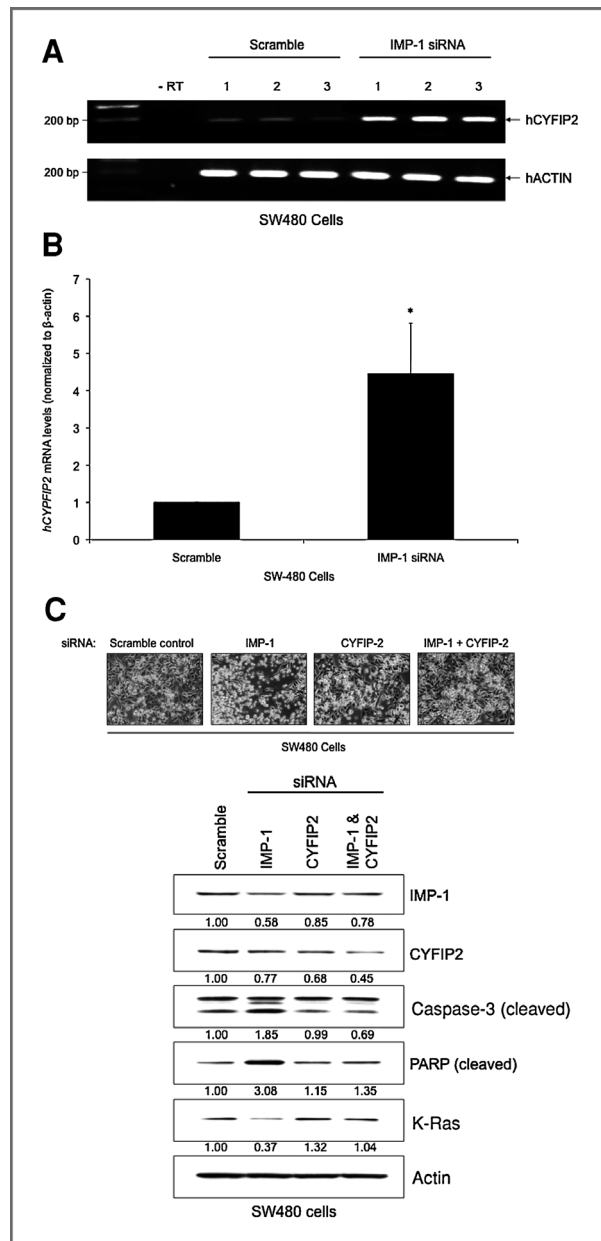 A
Scramble IMP-1 siRNA
- RT 1 2 3 1 2 3
200 bp hCYFIP2
200 bp hACTIN
SW480 Cells
B
hCYPFIP2 mRNA levels (normalized to β-actin)
7
6
5
4
3
2
1
0
*
Scramble IMP-1 siRNA
SW-480 Cells
C
siRNA: Scramble control IMP-1 CYFIP-2 IMP-1 + CYFIP-2
SW480 Cells
siRNA
Scramble IMP-1 CYFIP2 IMP-1 & CYFIP2
IMP-1
1.00 0.58 0.85 0.78
CYFIP2
1.00 0.77 0.68 0.45
Caspase-3 (cleaved)
1.00 1.85 0.99 0.69
PARP (cleaved)
1.00 3.08 1.15 1.35
K-Ras
1.00 0.37 1.32 1.04
Actin
SW480 cells